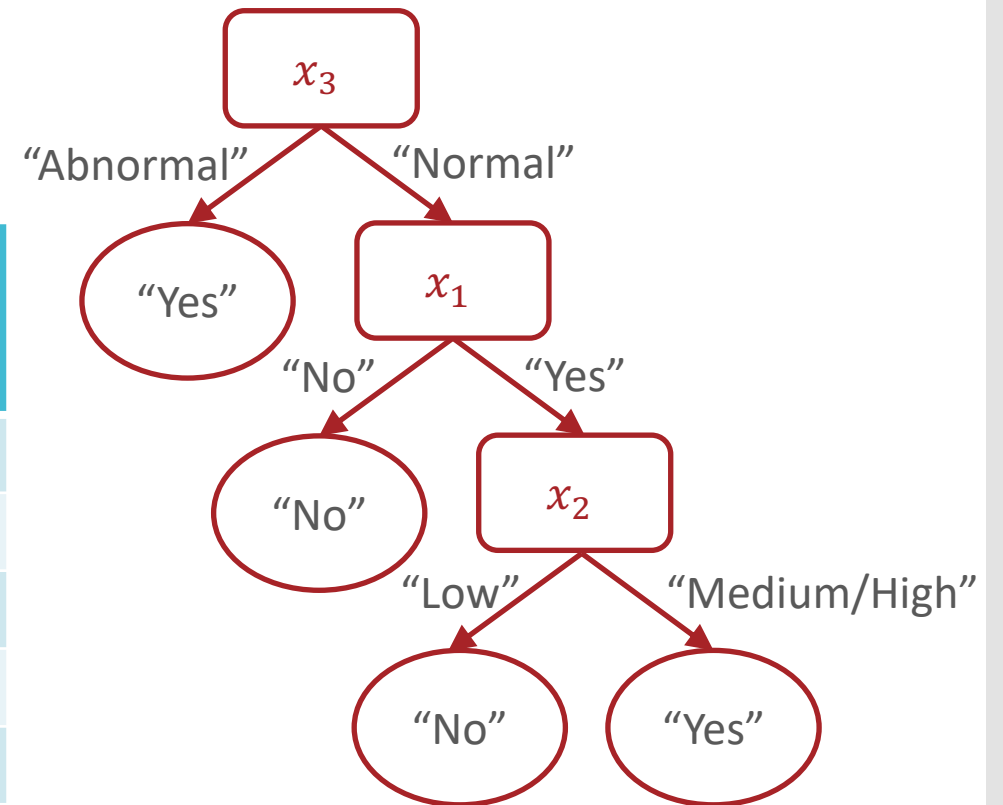 x₃
“Abnormal” “Normal”
“Yes” x₁
“No” “Yes”
“No” x₂
“Low” “Medium/High”
“No” “Yes”